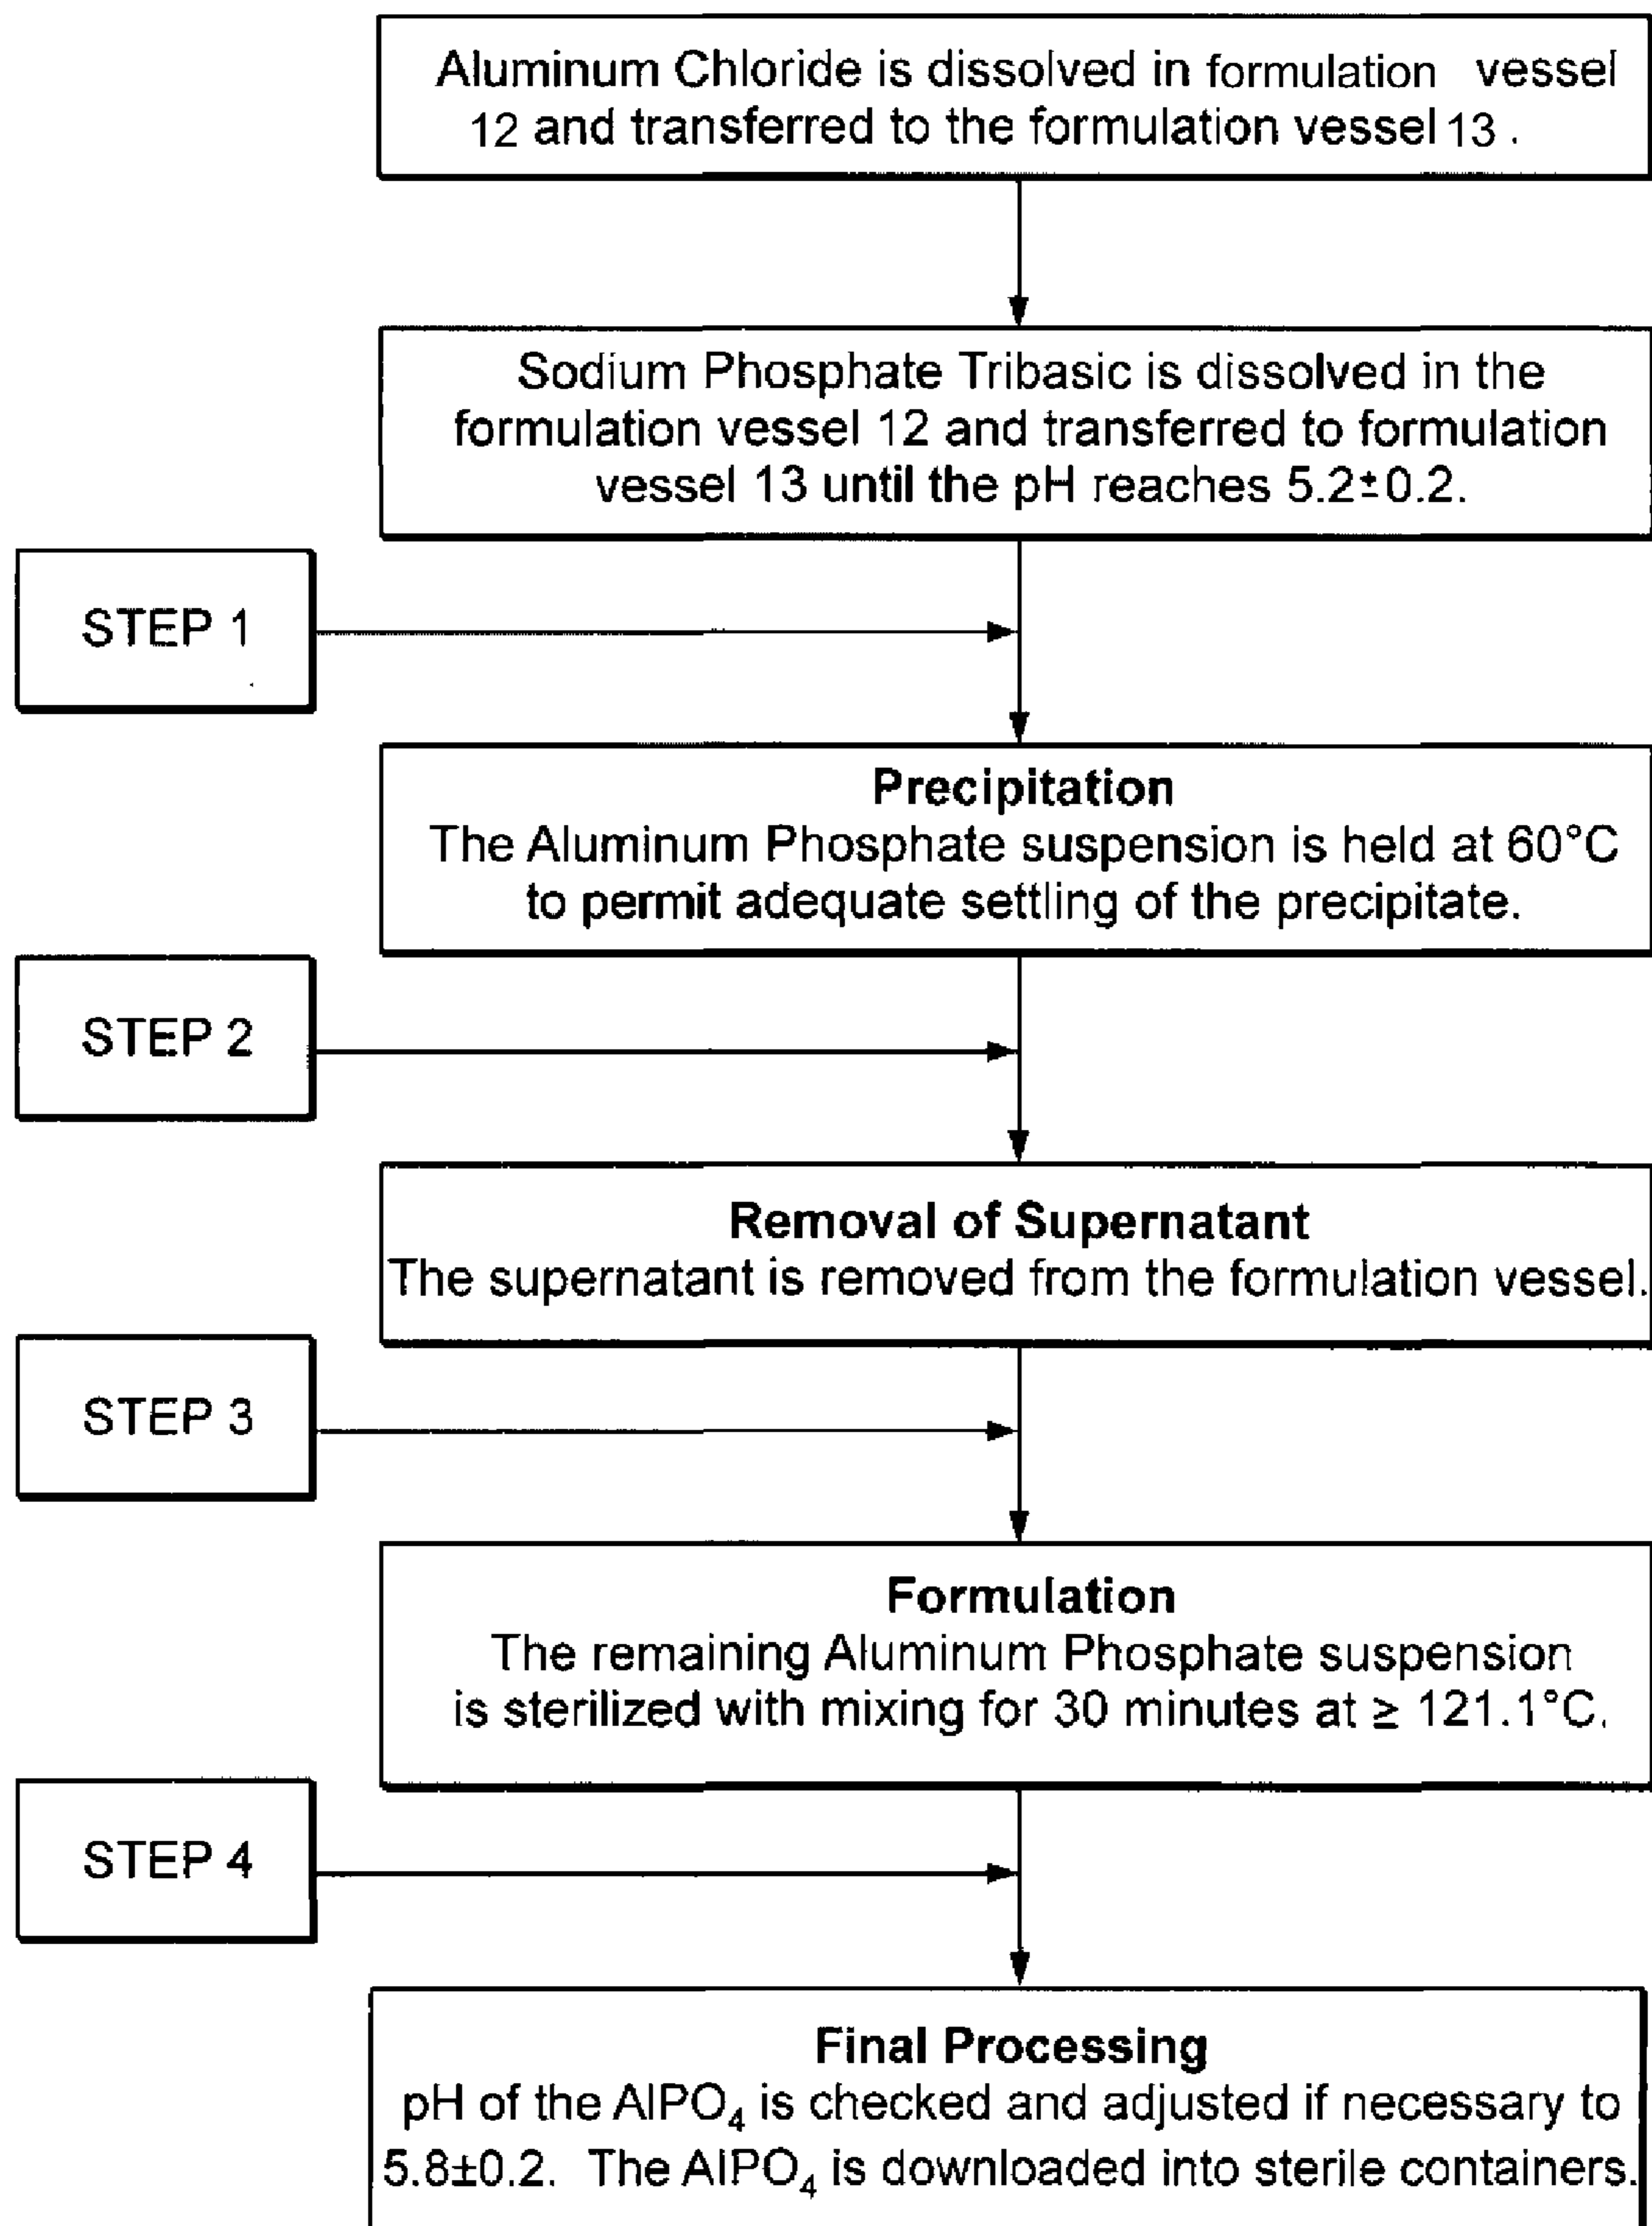 Aluminum Chloride is dissolved in formulation vessel
12 and transferred to the formulation vessel 13 .
Sodium Phosphate Tribasic is dissolved in the
formulation vessel 12 and transferred to formulation
vessel 13 until the pH reaches 5.2±0.2.
STEP 1
Precipitation
The Aluminum Phosphate suspension is held at 60°C
to permit adequate settling of the precipitate.
STEP 2
Removal of Supernatant
The supernatant is removed from the formulation vessel.
STEP 3
Formulation
The remaining Aluminum Phosphate suspension
is sterilized with mixing for 30 minutes at ≥ 121.1°C.
STEP 4
Final Processing
pH of the AlPO₄ is checked and adjusted if necessary to
5.8±0.2. The AlPO₄ is downloaded into sterile containers.